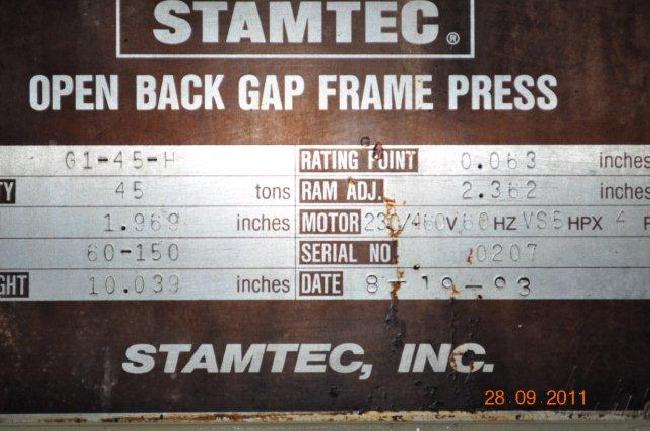 STAMTEC®
OPEN BACK GAP FRAME PRESS
G1-45-H RATING POINT 0.063 inches
TY 45 tons RAM ADJ. 2.362 inches
1.969 inches MOTOR 230/460V 60 HZ VS5 HPX 4 P
60-150 SERIAL NO 0207
GHT 10.039 inches DATE 8-19-93
STAMTEC, INC.
28 09 2011